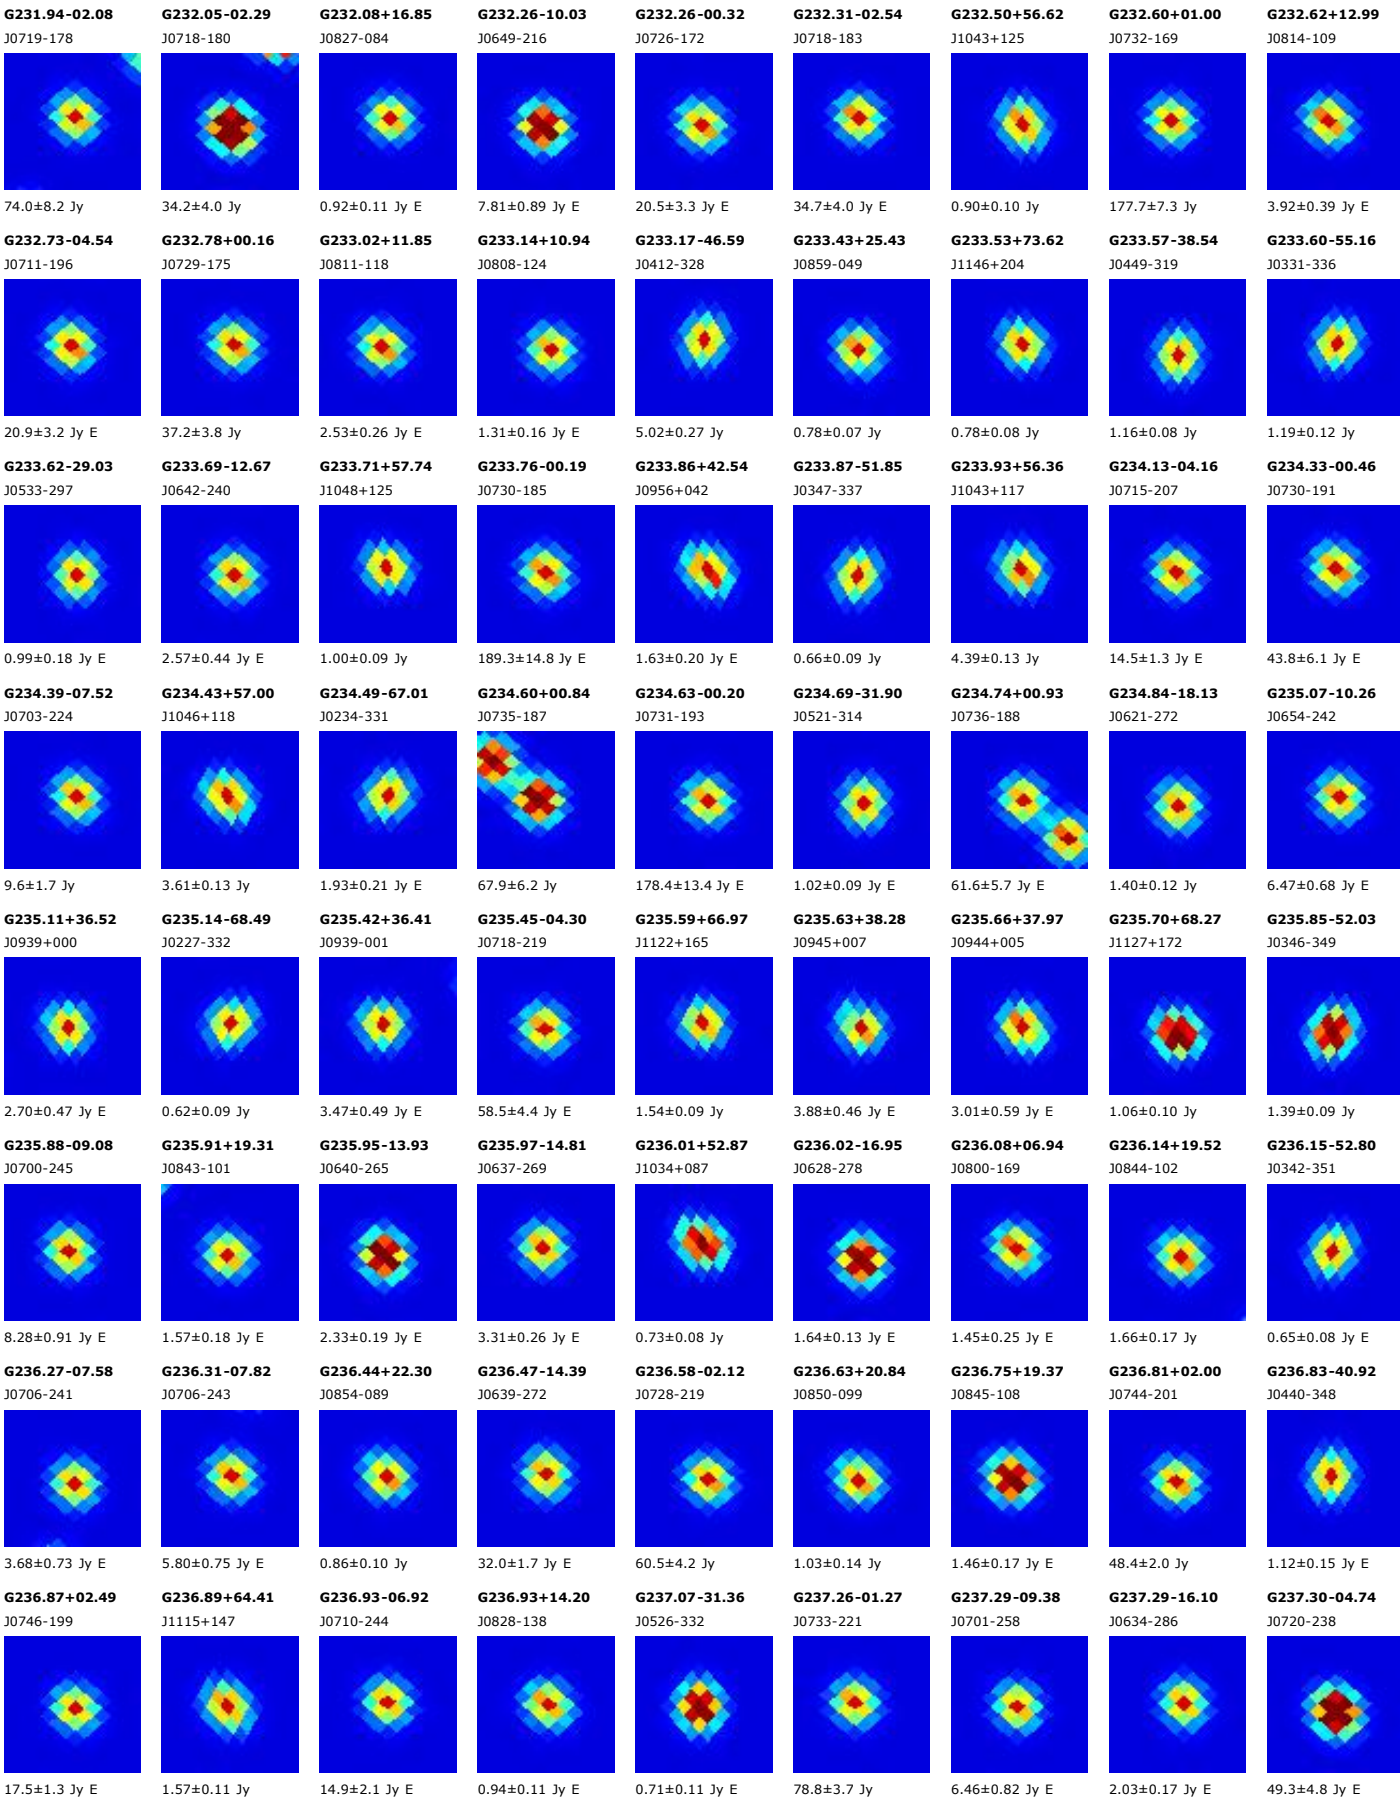 G231.94-02.08 G232.05-02.29 G232.08+16.85 G232.26-10.03 G232.26-00.32 G232.31-02.54 G232.50+56.62 G232.60+01.00 G232.62+12.99
J0719-178 J0718-180 J0827-084 J0649-216 J0726-172 J0718-183 J1043+125 J0732-169 J0814-109
74.0±8.2 Jy 34.2±4.0 Jy 0.92±0.11 Jy E 7.81±0.89 Jy E 20.5±3.3 Jy E 34.7±4.0 Jy E 0.90±0.10 Jy 177.7±7.3 Jy 3.92±0.39 Jy E
G232.73-04.54 G232.78+00.16 G233.02+11.85 G233.14+10.94 G233.17-46.59 G233.43+25.43 G233.53+73.62 G233.57-38.54 G233.60-55.16
J0711-196 J0729-175 J0811-118 J0808-124 J0412-328 J0859-049 J1146+204 J0449-319 J0331-336
20.9±3.2 Jy E 37.2±3.8 Jy 2.53±0.26 Jy E 1.31±0.16 Jy E 5.02±0.27 Jy 0.78±0.07 Jy 0.78±0.08 Jy 1.16±0.08 Jy 1.19±0.12 Jy
G233.62-29.03 G233.69-12.67 G233.71+57.74 G233.76-00.19 G233.86+42.54 G233.87-51.85 G233.93+56.36 G234.13-04.16 G234.33-00.46
J0533-297 J0642-240 J1048+125 J0730-185 J0956+042 J0347-337 J1043+117 J0715-207 J0730-191
0.99±0.18 Jy E 2.57±0.44 Jy E 1.00±0.09 Jy 189.3±14.8 Jy E 1.63±0.20 Jy E 0.66±0.09 Jy 4.39±0.13 Jy 14.5±1.3 Jy E 43.8±6.1 Jy E
G234.39-07.52 G234.43+57.00 G234.49-67.01 G234.60+00.84 G234.63-00.20 G234.69-31.90 G234.74+00.93 G234.84-18.13 G235.07-10.26
J0703-224 J1046+118 J0234-331 J0735-187 J0731-193 J0521-314 J0736-188 J0621-272 J0654-242
9.6±1.7 Jy 3.61±0.13 Jy 1.93±0.21 Jy E 67.9±6.2 Jy 178.4±13.4 Jy E 1.02±0.09 Jy E 61.6±5.7 Jy E 1.40±0.12 Jy 6.47±0.68 Jy E
G235.11+36.52 G235.14-68.49 G235.42+36.41 G235.45-04.30 G235.59+66.97 G235.63+38.28 G235.66+37.97 G235.70+68.27 G235.85-52.03
J0939+000 J0227-332 J0939-001 J0718-219 J1122+165 J0945+007 J0944+005 J1127+172 J0346-349
2.70±0.47 Jy E 0.62±0.09 Jy 3.47±0.49 Jy E 58.5±4.4 Jy E 1.54±0.09 Jy 3.88±0.46 Jy E 3.01±0.59 Jy E 1.06±0.10 Jy 1.39±0.09 Jy
G235.88-09.08 G235.91+19.31 G235.95-13.93 G235.97-14.81 G236.01+52.87 G236.02-16.95 G236.08+06.94 G236.14+19.52 G236.15-52.80
J0700-245 J0843-101 J0640-265 J0637-269 J1034+087 J0628-278 J0800-169 J0844-102 J0342-351
8.28±0.91 Jy E 1.57±0.18 Jy E 2.33±0.19 Jy E 3.31±0.26 Jy E 0.73±0.08 Jy 1.64±0.13 Jy E 1.45±0.25 Jy E 1.66±0.17 Jy 0.65±0.08 Jy E
G236.27-07.58 G236.31-07.82 G236.44+22.30 G236.47-14.39 G236.58-02.12 G236.63+20.84 G236.75+19.37 G236.81+02.00 G236.83-40.92
J0706-241 J0706-243 J0854-089 J0639-272 J0728-219 J0850-099 J0845-108 J0744-201 J0440-348
3.68±0.73 Jy E 5.80±0.75 Jy E 0.86±0.10 Jy 32.0±1.7 Jy E 60.5±4.2 Jy 1.03±0.14 Jy 1.46±0.17 Jy E 48.4±2.0 Jy 1.12±0.15 Jy E
G236.87+02.49 G236.89+64.41 G236.93-06.92 G236.93+14.20 G237.07-31.36 G237.26-01.27 G237.29-09.38 G237.29-16.10 G237.30-04.74
J0746-199 J1115+147 J0710-244 J0828-138 J0526-332 J0733-221 J0701-258 J0634-286 J0720-238
17.5±1.3 Jy E 1.57±0.11 Jy 14.9±2.1 Jy E 0.94±0.11 Jy E 0.71±0.11 Jy E 78.8±3.7 Jy 6.46±0.82 Jy E 2.03±0.17 Jy E 49.3±4.8 Jy E